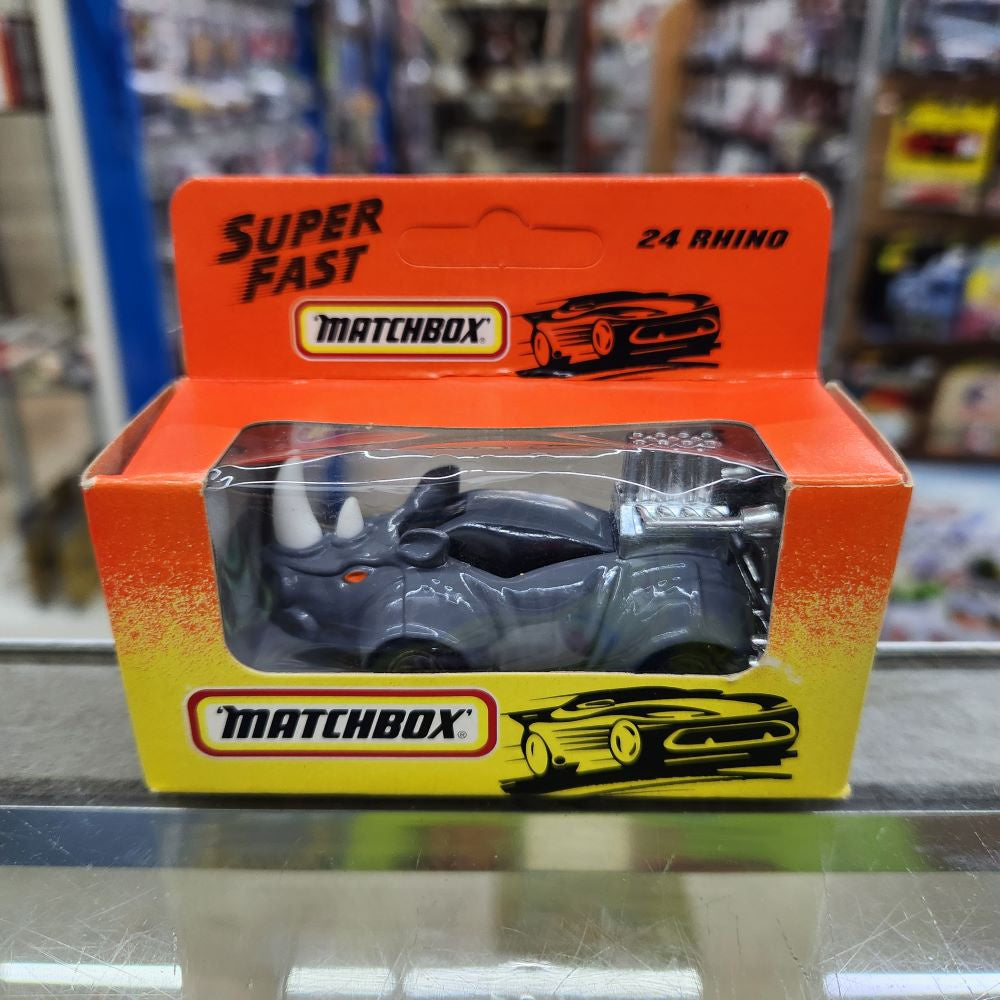 SUPER
FAST
24 RHINO
"MATCHBOX"®
"MATCHBOX"®